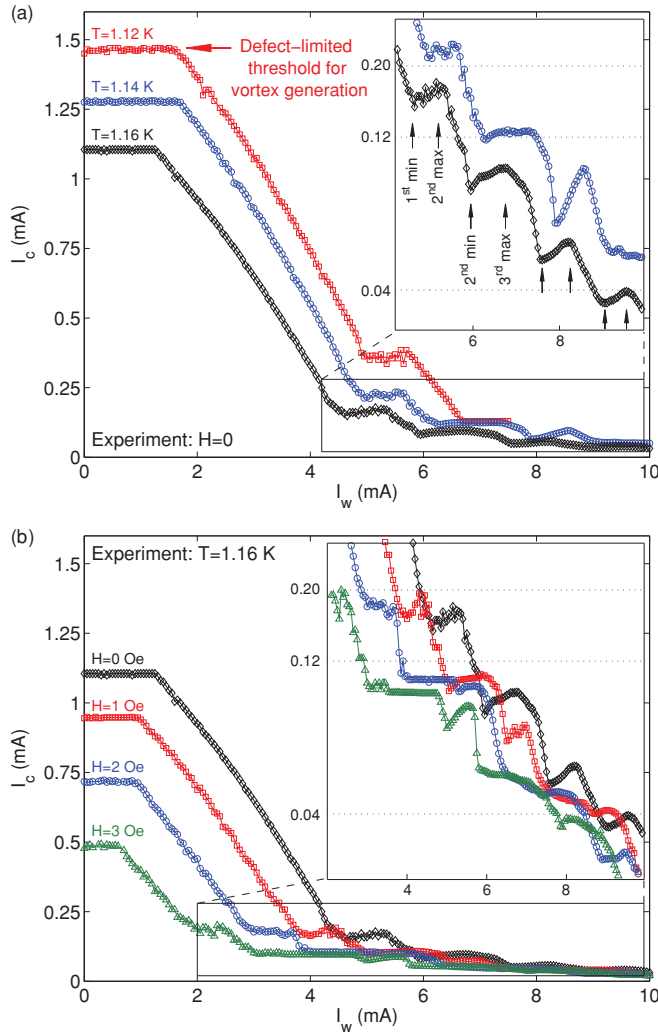 (a)
1.5
1.25
1
0.75
0.5
0.25
0
I_c (mA)
T=1.12 K
T=1.14 K
T=1.16 K
Defect–limited
threshold for
vortex generation
0.20
0.12
0.04
1st min
2nd max
2nd min
3rd max
6 8
Experiment: H=0
0 2 4 6 8 10
I_w (mA)
(b)
Experiment: T=1.16 K
1.5
1.25
1
0.75
0.5
0.25
0
I_c (mA)
H=0 Oe
H=1 Oe
H=2 Oe
H=3 Oe
0.20
0.12
0.04
4 6 8
0 2 4 6 8 10
I_w (mA)